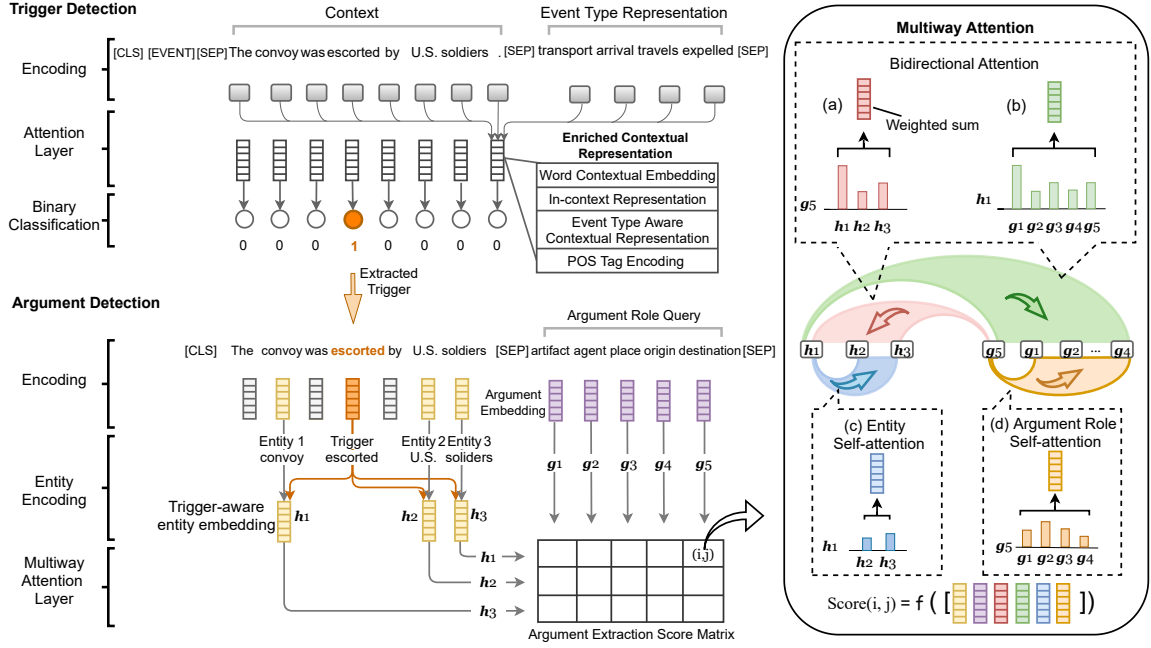 Trigger Detection
Context
Event Type Representation
Encoding
[CLS] [EVENT] [SEP] The convoy was escorted by U.S. soldiers . [SEP] transport arrival travels expelled [SEP]
Attention
Layer
Enriched Contextual
Representation
Word Contextual Embedding
In-context Representation
Event Type Aware
Contextual Representation
POS Tag Encoding
Binary
Classification
0 0 0 1 0 0 0 0
Extracted
Trigger
Argument Detection
Argument Role Query
Encoding
[CLS] The convoy was escorted by U.S. soldiers [SEP] artifact agent place origin destination [SEP]
Argument
Embedding
Entity
Encoding
Entity 1
convoy
Trigger
escorted
Entity 2
U.S.
Entity 3
soliders
g1 g2 g3 g4 g5
Trigger-aware
entity embedding
h1
h2
h3
Multiway
Attention
Layer
h1
h2
h3
(i,j)
Argument Extraction Score Matrix
Multiway Attention
Bidirectional Attention
(a)
Weighted sum
(b)
g5
h1 h2 h3
h1
g1 g2 g3 g4 g5
h1 h2 h3 g5 g1 g2 ... g4
(c) Entity
Self-attention
h1
h2 h3
(d) Argument Role
Self-attention
g5
g1 g2 g3 g4
Score(i, j) = f ( [ ] )